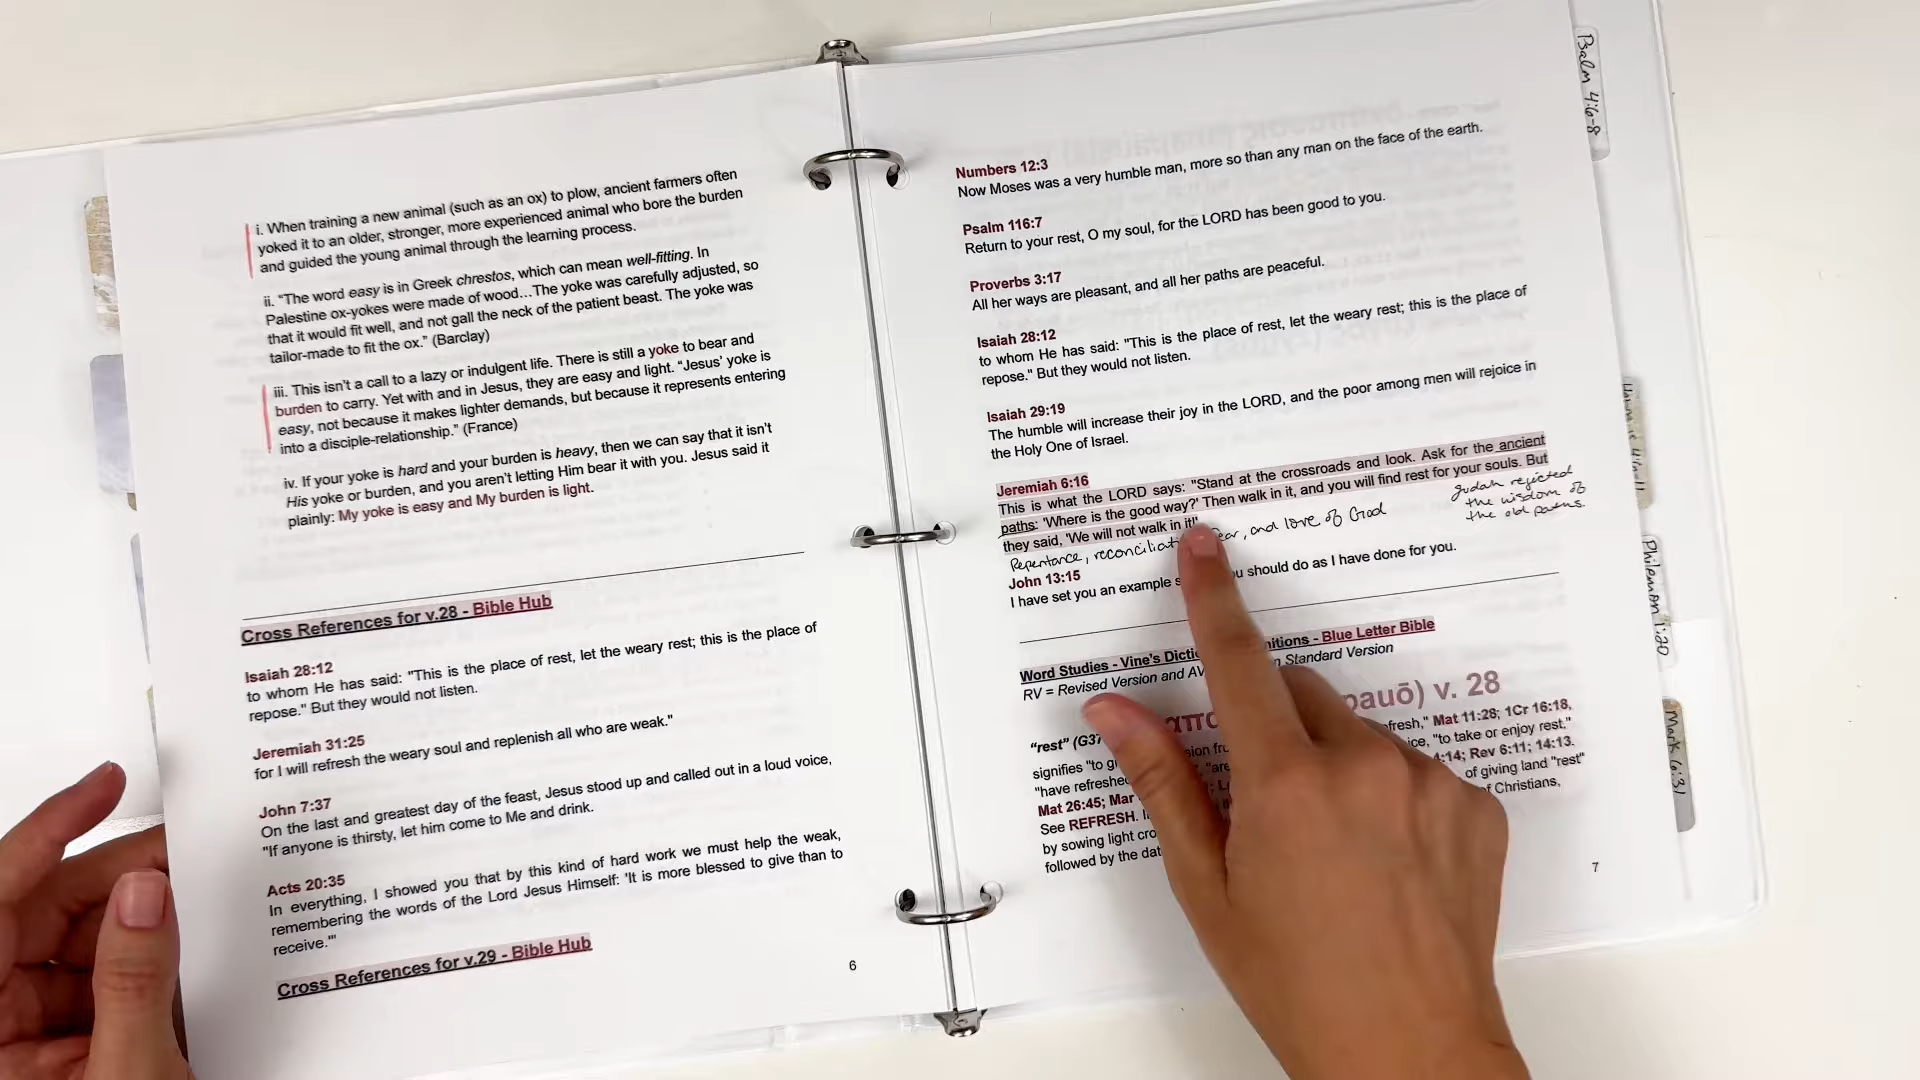 i. When training a new animal (such as an ox) to plow, ancient farmers often
yoked it to an older, stronger, more experienced animal who bore the burden
and guided the young animal through the learning process.
ii. “The word easy is in Greek chrestos, which can mean well-fitting. In
Palestine ox-yokes were made of wood…The yoke was carefully adjusted, so
that it would fit well, and not gall the neck of the patient beast. The yoke was
tailor-made to fit the ox.” (Barclay)
iii. This isn’t a call to a lazy or indulgent life. There is still a yoke to bear and
burden to carry. Yet with and in Jesus, they are easy and light. “Jesus’ yoke is
easy, not because it makes lighter demands, but because it represents entering
into a disciple-relationship.” (France)
iv. If your yoke is hard and your burden is heavy, then we can say that it isn’t
His yoke or burden, and you aren’t letting Him bear it with you. Jesus said it
plainly: My yoke is easy and My burden is light.
Cross References for v.28 - Bible Hub
Isaiah 28:12
to whom He has said: "This is the place of rest, let the weary rest; this is the place of
repose." But they would not listen.
Jeremiah 31:25
for I will refresh the weary soul and replenish all who are weak."
John 7:37
On the last and greatest day of the feast, Jesus stood up and called out in a loud voice,
"If anyone is thirsty, let him come to Me and drink.
Acts 20:35
In everything, I showed you that by this kind of hard work we must help the weak,
remembering the words of the Lord Jesus Himself: 'It is more blessed to give than to
receive.'"
Cross References for v.29 - Bible Hub
6
Numbers 12:3
Now Moses was a very humble man, more so than any man on the face of the earth.
Psalm 116:7
Return to your rest, O my soul, for the LORD has been good to you.
Proverbs 3:17
All her ways are pleasant, and all her paths are peaceful.
Isaiah 28:12
to whom He has said: "This is the place of rest, let the weary rest; this is the place of
repose." But they would not listen.
Isaiah 29:19
The humble will increase their joy in the LORD, and the poor among men will rejoice in
the Holy One of Israel.
Jeremiah 6:16
This is what the LORD says: "Stand at the crossroads and look. Ask for the ancient
paths: 'Where is the good way?' Then walk in it, and you will find rest for your souls. But
they said, 'We will not walk in it!'
Judah rejected
the wisdom of
the old paths.
Repentance, and love of God
John 13:15
I have set you an example should do as I have done for you.
Word Studies - Vine's Blue Letter Bible
RV = Revised Version and Standard Version
v. 28
"rest"
signifies "to Mat 11:28; 1Cr 16:18,
"have refreshed "to take or enjoy rest,"
Mat 26:45; Mar Rev 6:11; 14:13.
See REFRESH. of giving land "rest"
by sowing light of Christians,
followed by the
7
Psalm 4:6-8
Philemon 1:20
Mark 6:31